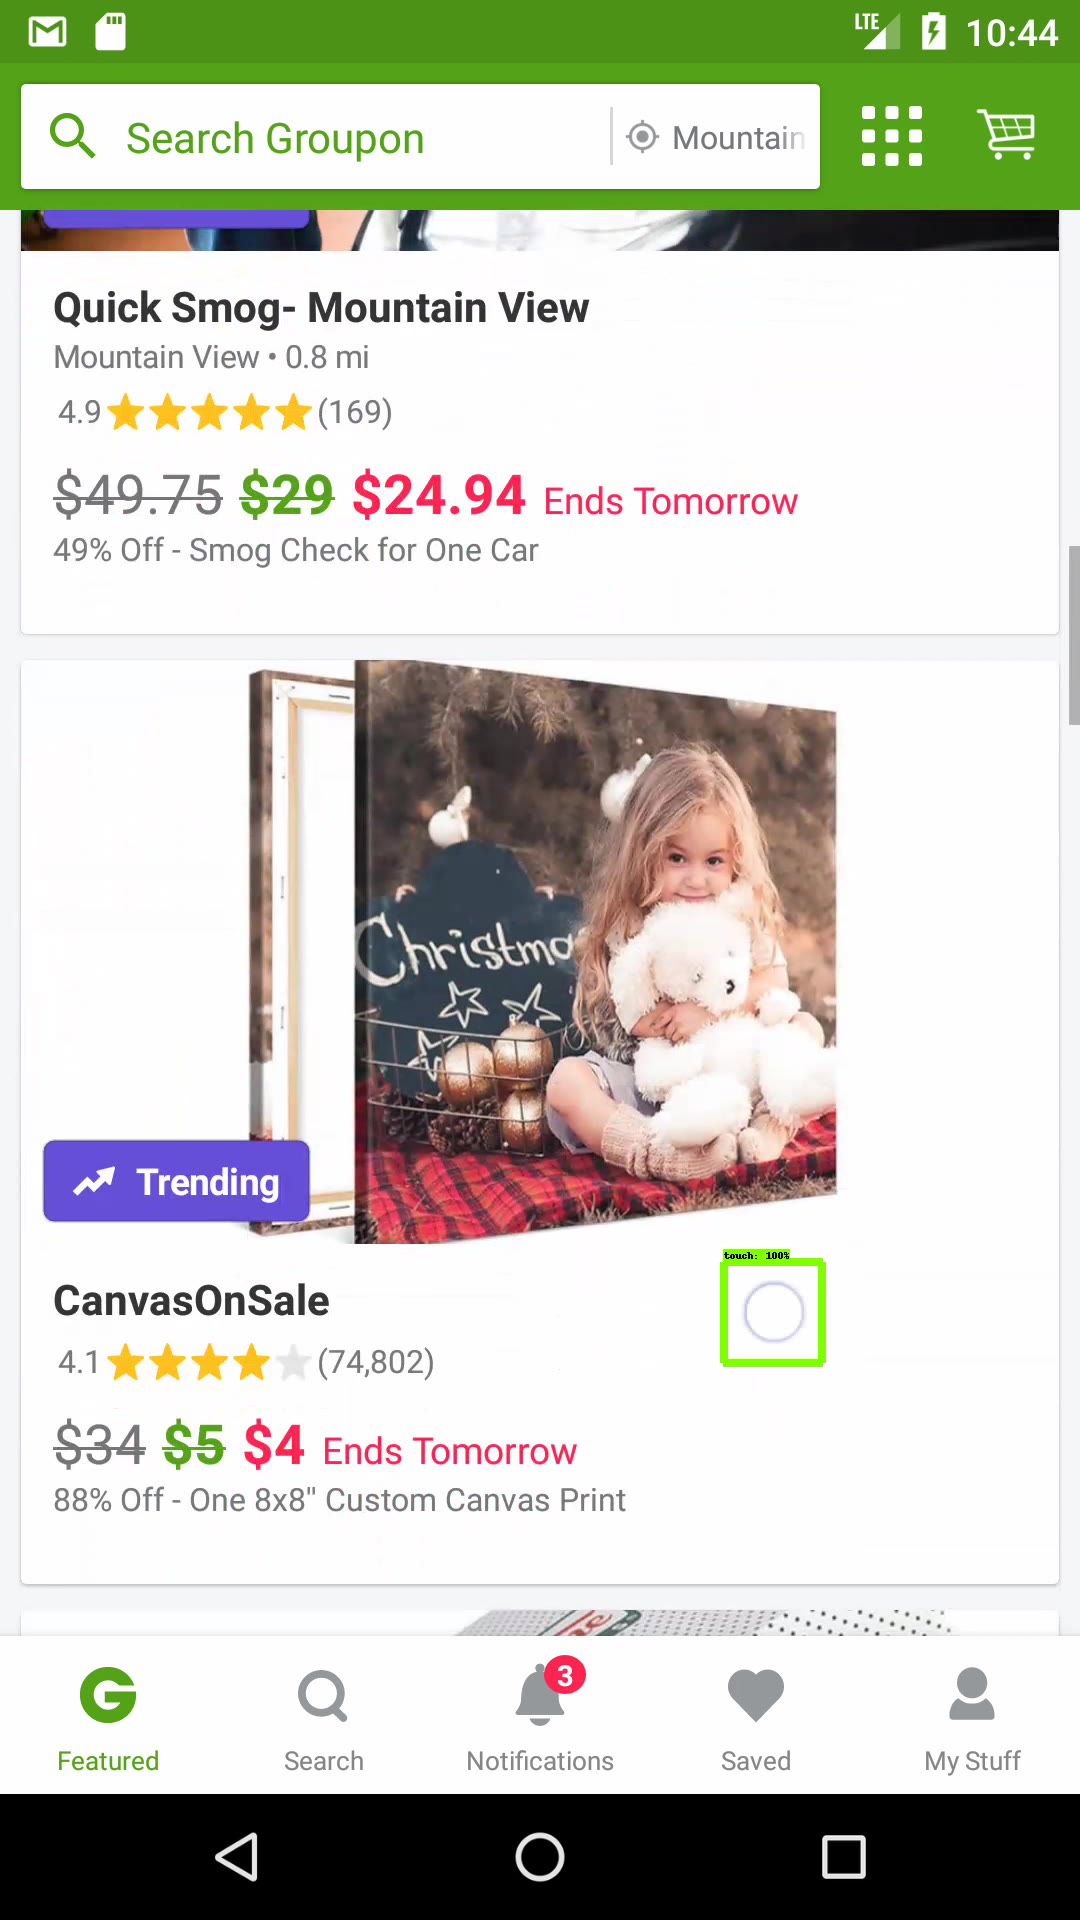 LTE 10:44
Search Groupon Mountain
Quick Smog- Mountain View
Mountain View • 0.8 mi
4.9 (169)
$49.75 $29 $24.94 Ends Tomorrow
49% Off - Smog Check for One Car
Christma
Trending
touch: 100%
CanvasOnSale
4.1 (74,802)
$34 $5 $4 Ends Tomorrow
88% Off - One 8x8" Custom Canvas Print
3
Featured Search Notifications Saved My Stuff